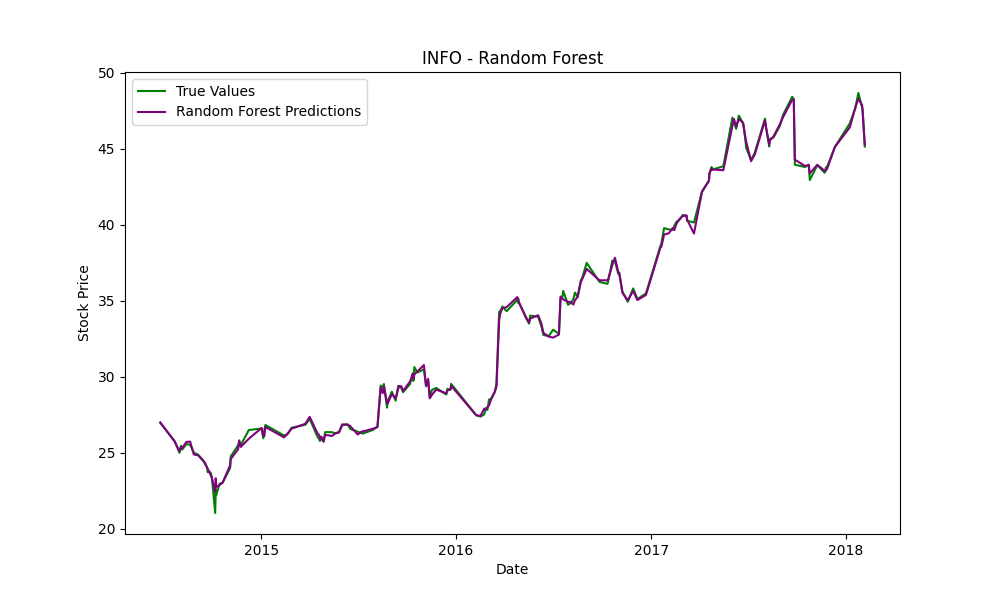 INFO - Random Forest
True Values
Random Forest Predictions
50
45
40
35
30
25
20
Stock Price
2015 2016 2017 2018
Date